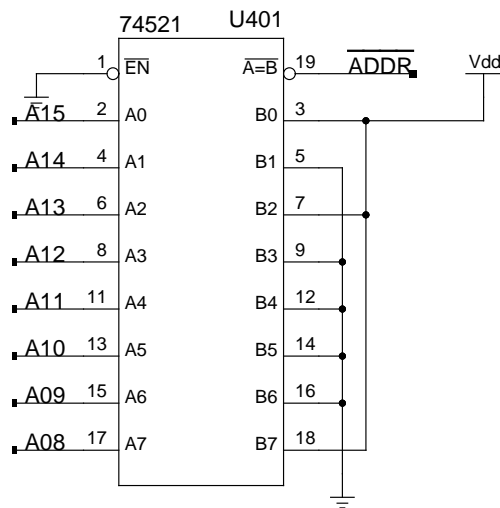 74521 U401
1 EN A=B 19 ADDR Vdd
A15 2 A0 B0 3
A14 4 A1 B1 5
A13 6 A2 B2 7
A12 8 A3 B3 9
A11 11 A4 B4 12
A10 13 A5 B5 14
A09 15 A6 B6 16
A08 17 A7 B7 18